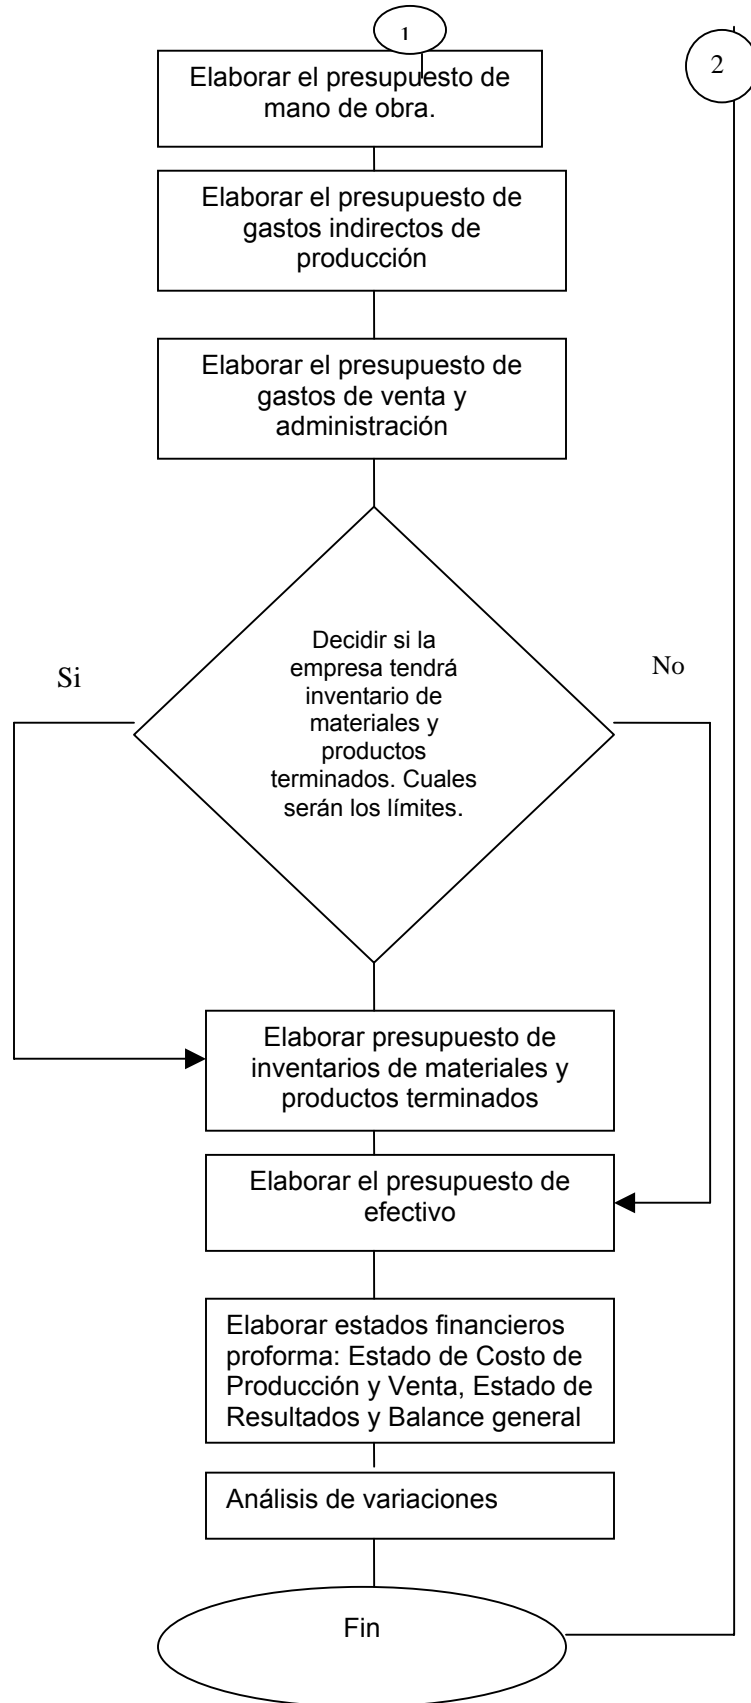 1
2
Elaborar el presupuesto de
mano de obra.
Elaborar el presupuesto de
gastos indirectos de
producción
Elaborar el presupuesto de
gastos de venta y
administración
Decidir si la
empresa tendrá
inventario de
materiales y
productos
terminados. Cuales
serán los límites.
Si
No
Elaborar presupuesto de
inventarios de materiales y
productos terminados
Elaborar el presupuesto de
efectivo
Elaborar estados financieros
proforma: Estado de Costo de
Producción y Venta, Estado de
Resultados y Balance general
Análisis de variaciones
Fin